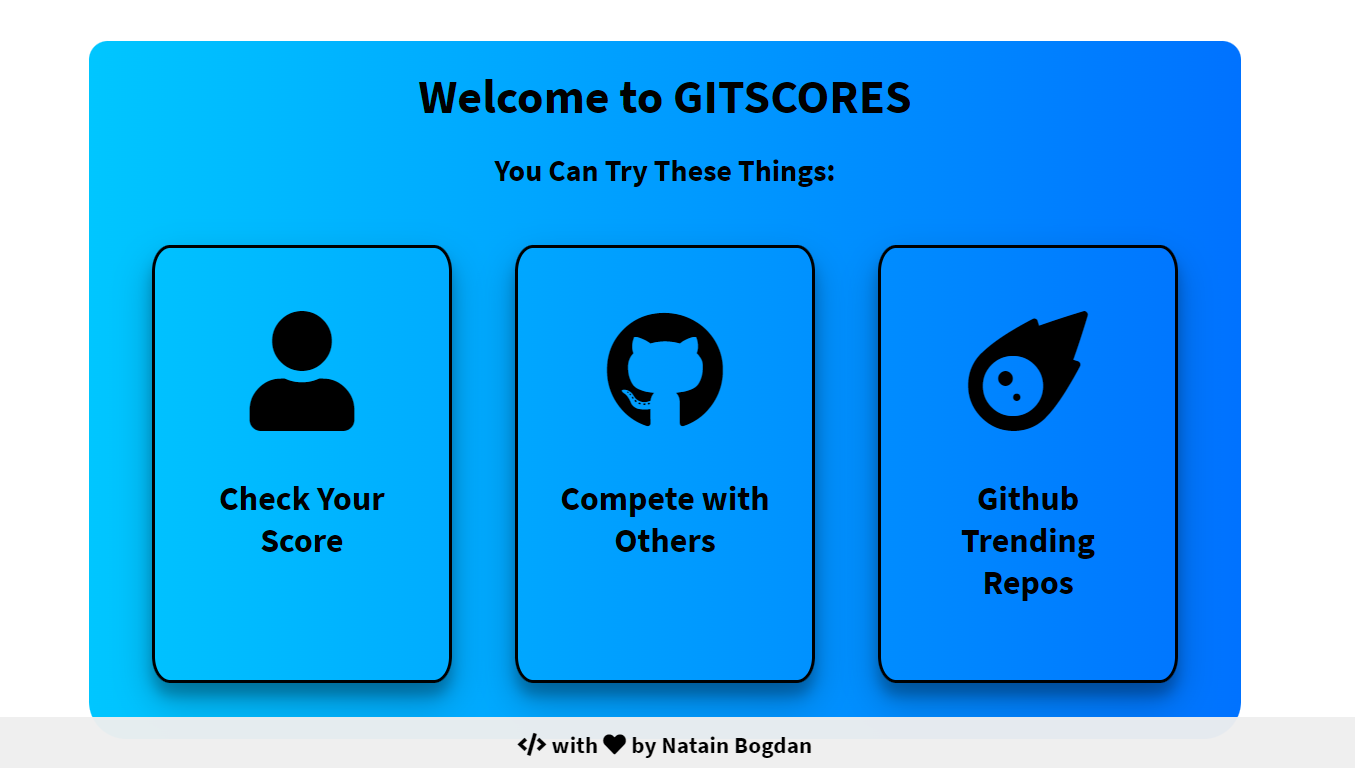 Welcome to GITSCORES
You Can Try These Things:
Check Your
Score
Compete with
Others
Github
Trending
Repos
with by Natain Bogdan